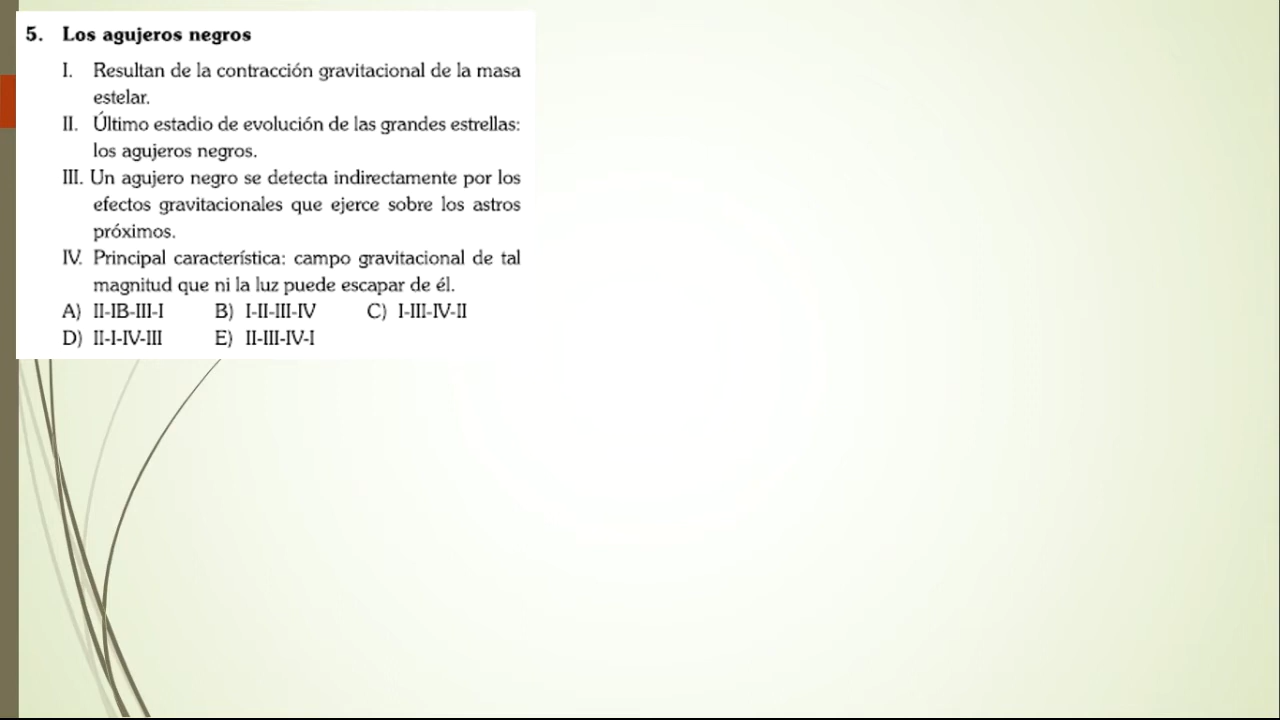 5. Los agujeros negros
I. Resultan de la contracción gravitacional de la masa
estelar.
II. Último estadio de evolución de las grandes estrellas:
los agujeros negros.
III. Un agujero negro se detecta indirectamente por los
efectos gravitacionales que ejerce sobre los astros
próximos.
IV. Principal característica: campo gravitacional de tal
magnitud que ni la luz puede escapar de él.
A) II-IB-III-I B) I-II-III-IV C) I-III-IV-II
D) II-I-IV-III E) II-III-IV-I